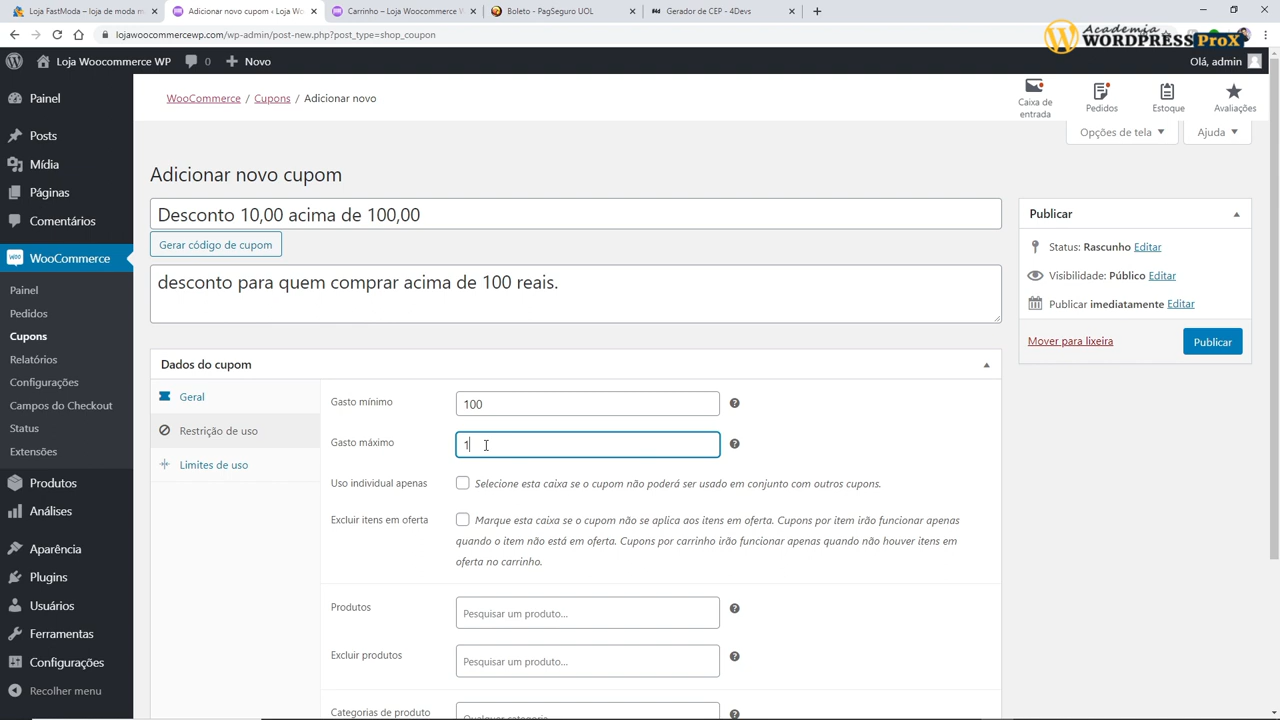 Loja FastModa – loja de moda m
Adicionar novo cupom ‹ Loja Woo
Carrinho – Loja Woocommerce W
Boleto - PagSeguro UOL
Gerador de CEP - 4Devs
lojawoocommercewp.com/wp-admin/post-new.php?post_type=shop_coupon
Academia
WORDPRESS ProX
Loja Woocommerce WP
0
Novo
Olá, admin
Painel
Posts
Mídia
Páginas
Comentários
WooCommerce
Painel
Pedidos
Cupons
Relatórios
Configurações
Campos do Checkout
Status
Extensões
Produtos
Análises
Aparência
Plugins
Usuários
Ferramentas
Configurações
Recolher menu
WooCommerce / Cupons / Adicionar novo
Caixa de entrada
Pedidos
Estoque
Avaliações
Opções de tela
Ajuda
Adicionar novo cupom
Desconto 10,00 acima de 100,00
Gerar código de cupom
desconto para quem comprar acima de 100 reais.
Publicar
Status: Rascunho Editar
Visibilidade: Público Editar
Publicar imediatamente Editar
Mover para lixeira
Publicar
Dados do cupom
Geral
Restrição de uso
Limites de uso
Gasto mínimo
100
Gasto máximo
1
Uso individual apenas
Selecione esta caixa se o cupom não poderá ser usado em conjunto com outros cupons.
Excluir itens em oferta
Marque esta caixa se o cupom não se aplica aos itens em oferta. Cupons por item irão funcionar apenas
quando o item não está em oferta. Cupons por carrinho irão funcionar apenas quando não houver itens em
oferta no carrinho.
Produtos
Pesquisar um produto...
Excluir produtos
Pesquisar um produto...
Categorias de produto
Qualquer categoria